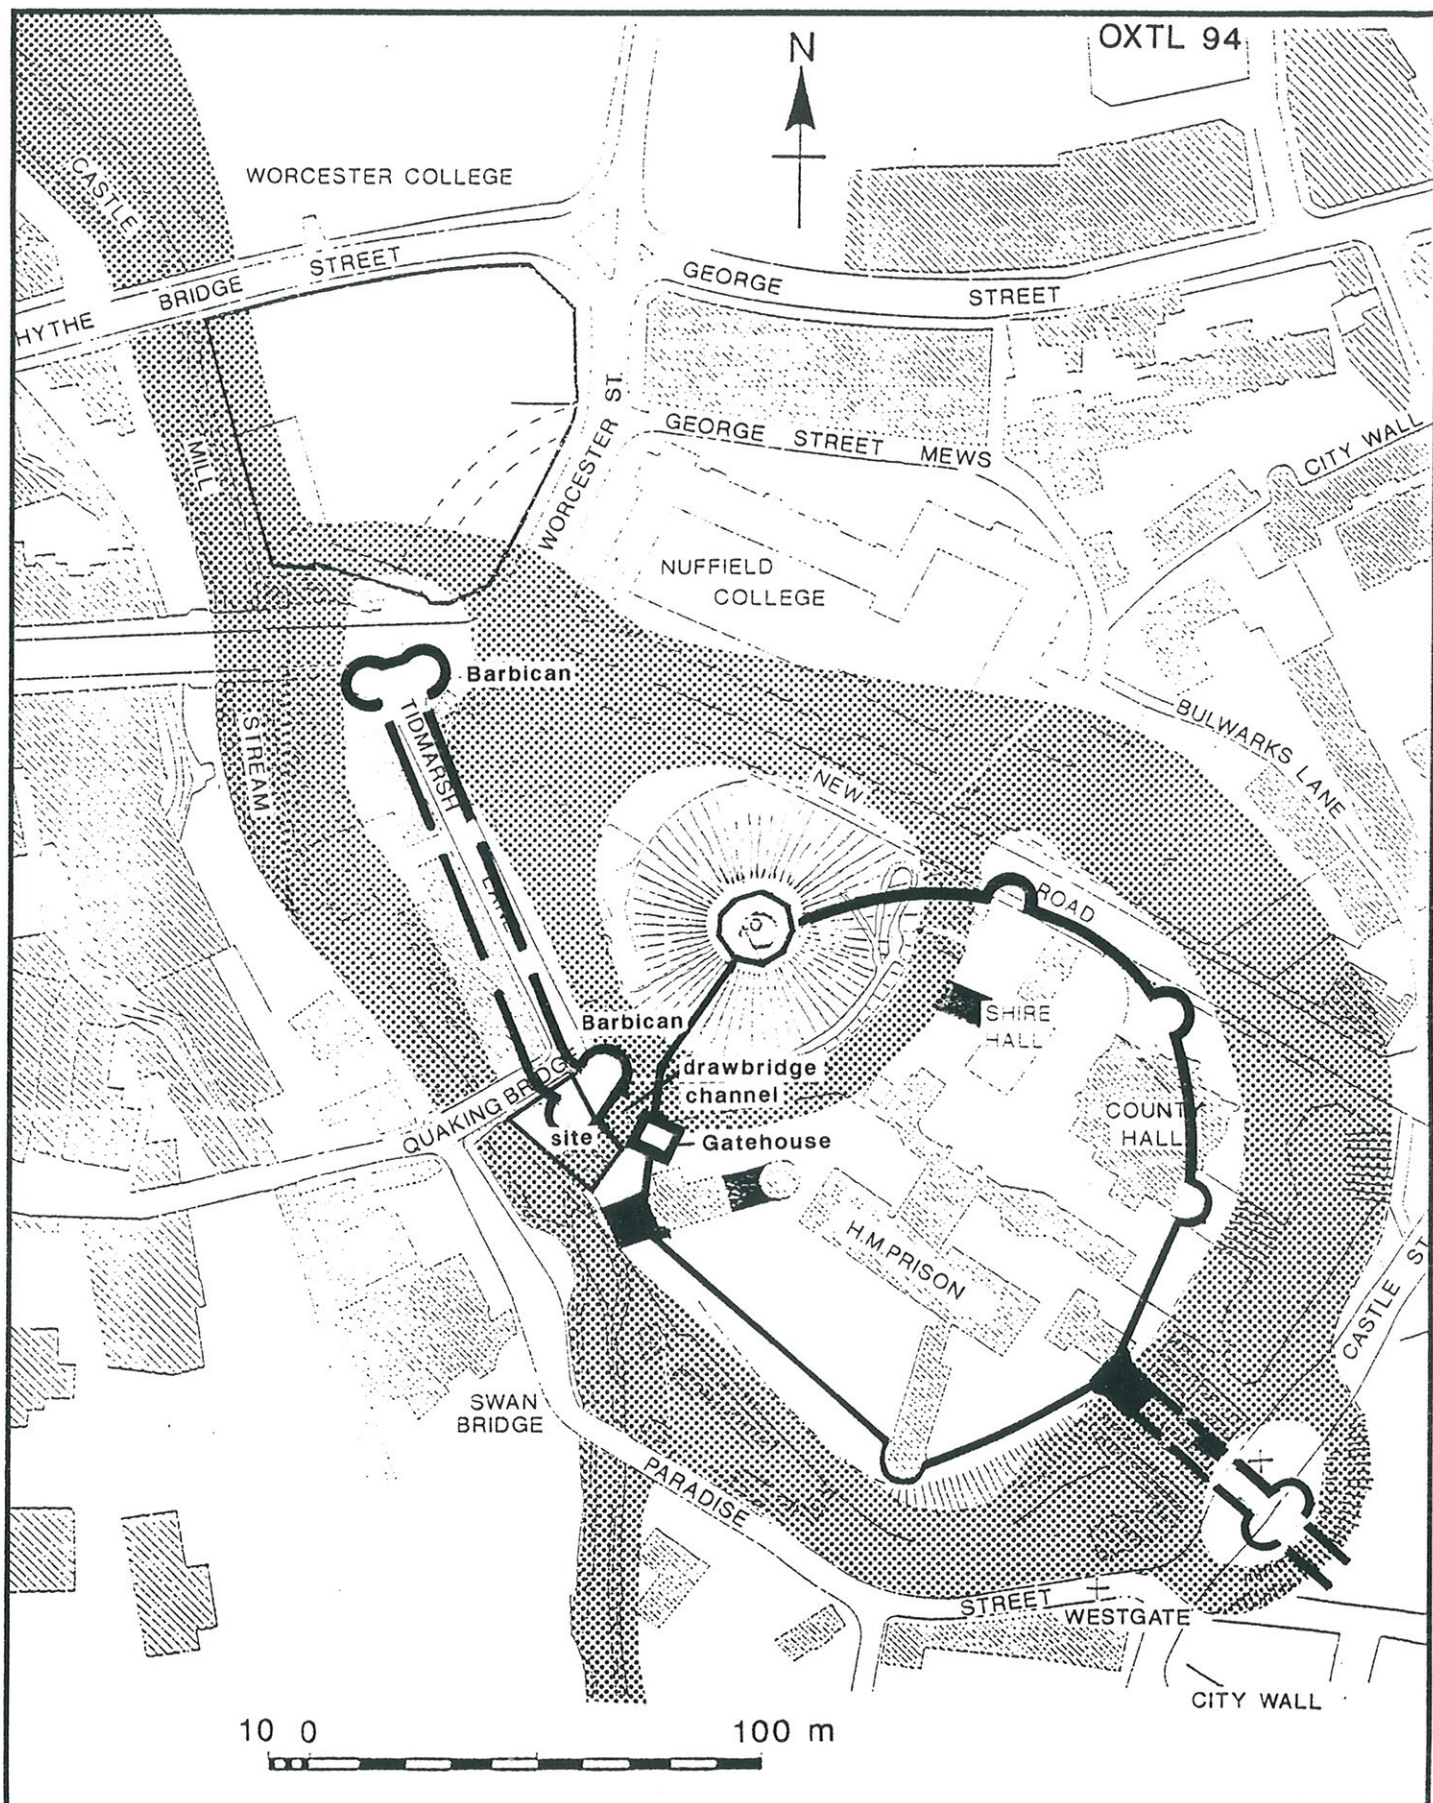 OXTL 94
N
CASTLE
WORCESTER COLLEGE
HYTHE BRIDGE STREET
GEORGE STREET
WORCESTER ST.
GEORGE STREET MEWS
CITY WALL
MILL
NUFFIELD
COLLEGE
Barbican
STREAM
TIDMARSH
LANE
BULWARKS LANE
NEW
ROAD
SHIRE
HALL
Barbican
drawbridge
channel
QUAKING BRIDG
site
Gatehouse
COUNTY
HALL
H.M.PRISON
CASTLE ST
SWAN
BRIDGE
PARADISE
STREET
WESTGATE
CITY WALL
10 0 100 m